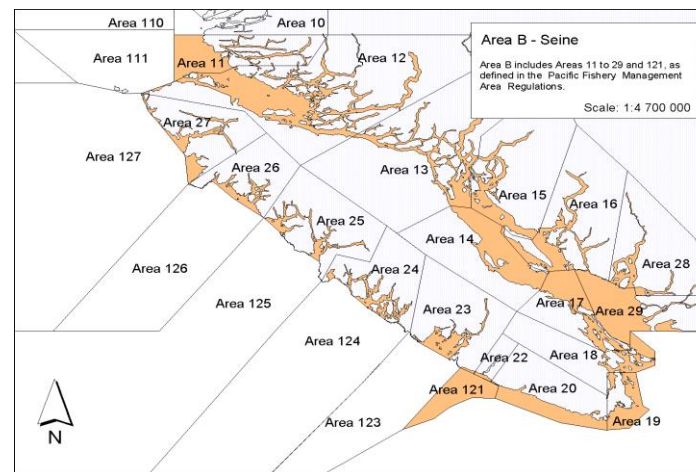 Area 110
Area 10
Area 111
Area 11
Area 12
Area B - Seine
Area B includes Areas 11 to 29 and 121, as
defined in the Pacific Fishery Management
Area Regulations.
Scale: 1:4 700 000
Area 27
Area 127
Area 26
Area 13
Area 15
Area 16
Area 25
Area 14
Area 28
Area 126
Area 24
Area 125
Area 17
Area 29
Area 23
Area 124
Area 22
Area 18
Area 121
Area 20
Area 123
Area 19
N